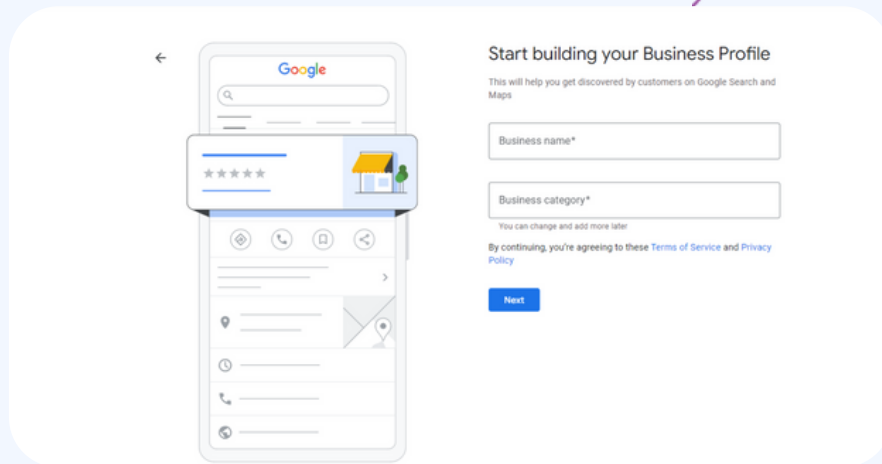 Google
Start building your Business Profile
This will help you get discovered by customers on Google Search and
Maps
Business name*
Business category*
You can change and add more later
By continuing, you're agreeing to these Terms of Service and Privacy
Policy
Next